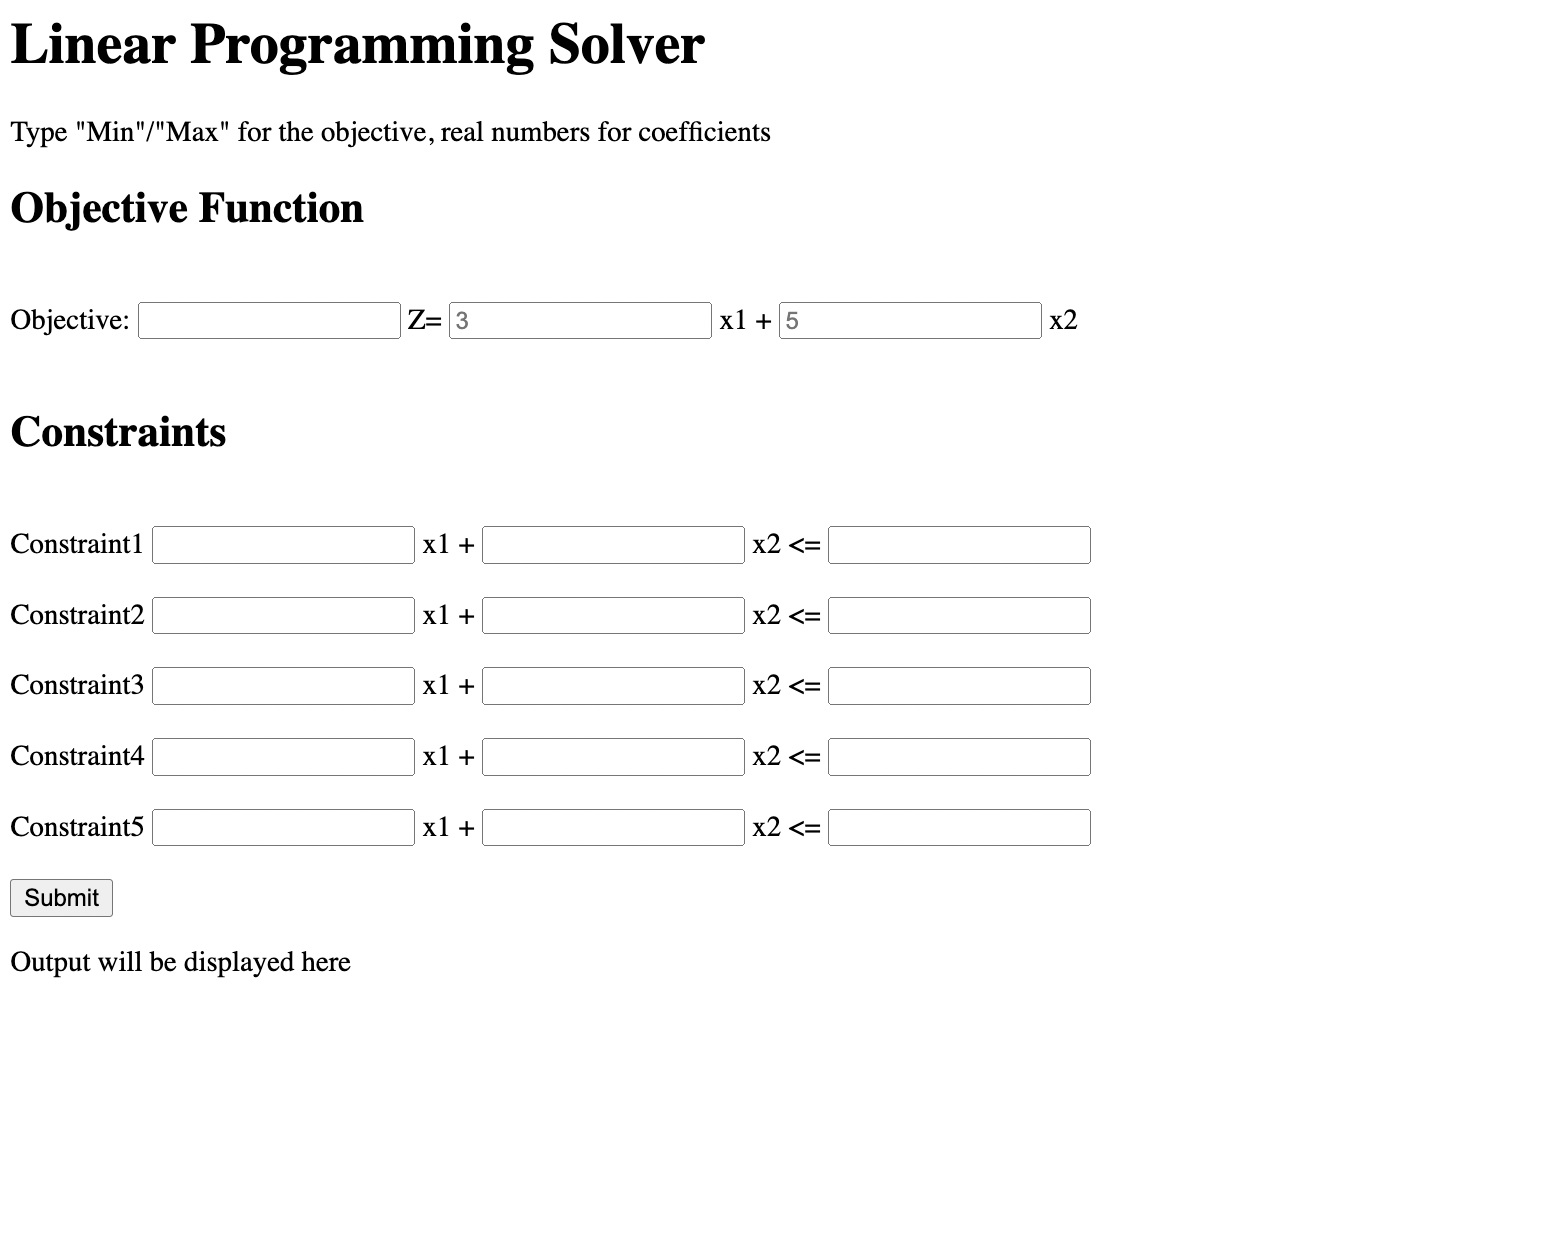 Linear Programming Solver
Type "Min"/"Max" for the objective, real numbers for coefficients
Objective Function
Objective: Z= 3 x1 + 5 x2
Constraints
Constraint1 x1 + x2 <=
Constraint2 x1 + x2 <=
Constraint3 x1 + x2 <=
Constraint4 x1 + x2 <=
Constraint5 x1 + x2 <=
Submit
Output will be displayed here